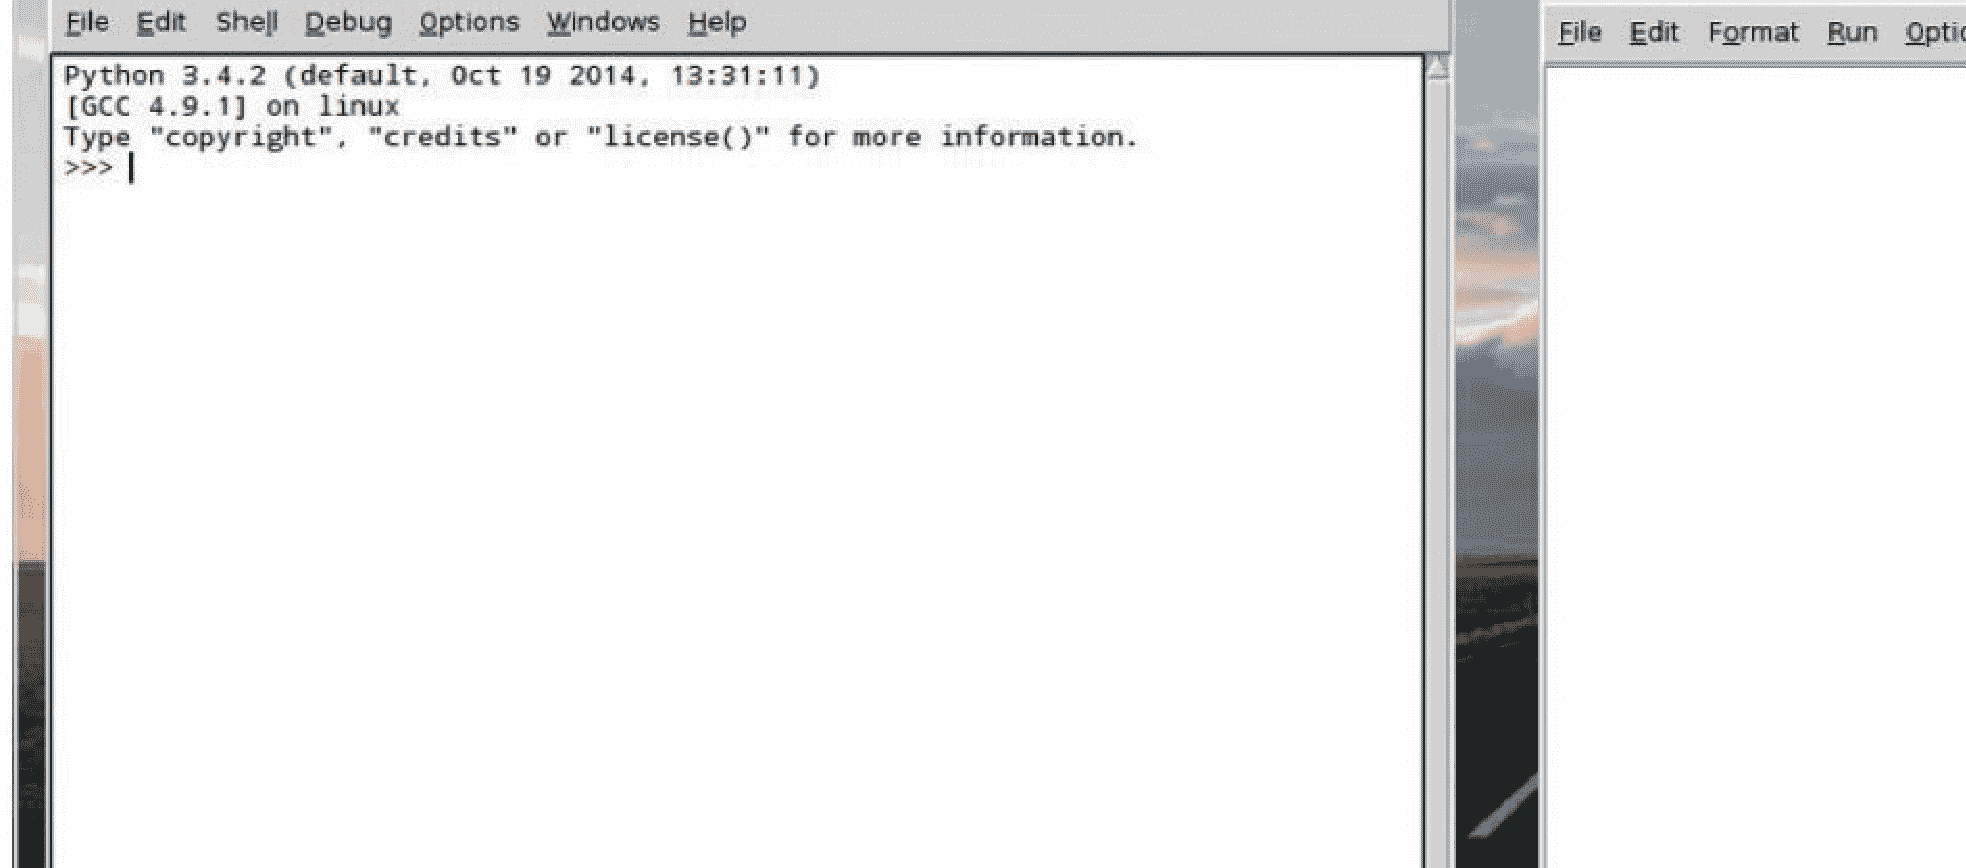 File Edit Shell Debug Options Windows Help
Python 3.4.2 (default, Oct 19 2014, 13:31:11)
[GCC 4.9.1] on linux
Type "copyright", "credits" or "license()" for more information.
>>>
File Edit Format Run Optio